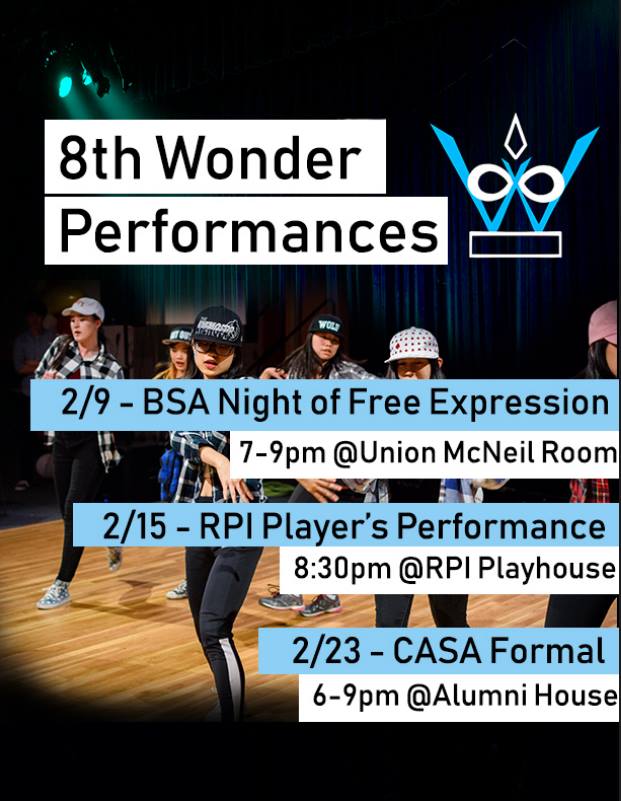 8th Wonder
Performances
WOLF
2/9 - BSA Night of Free Expression
7-9pm @Union McNeil Room
2/15 - RPI Player's Performance
8:30pm @RPI Playhouse
2/23 - CASA Formal
6-9pm @Alumni House